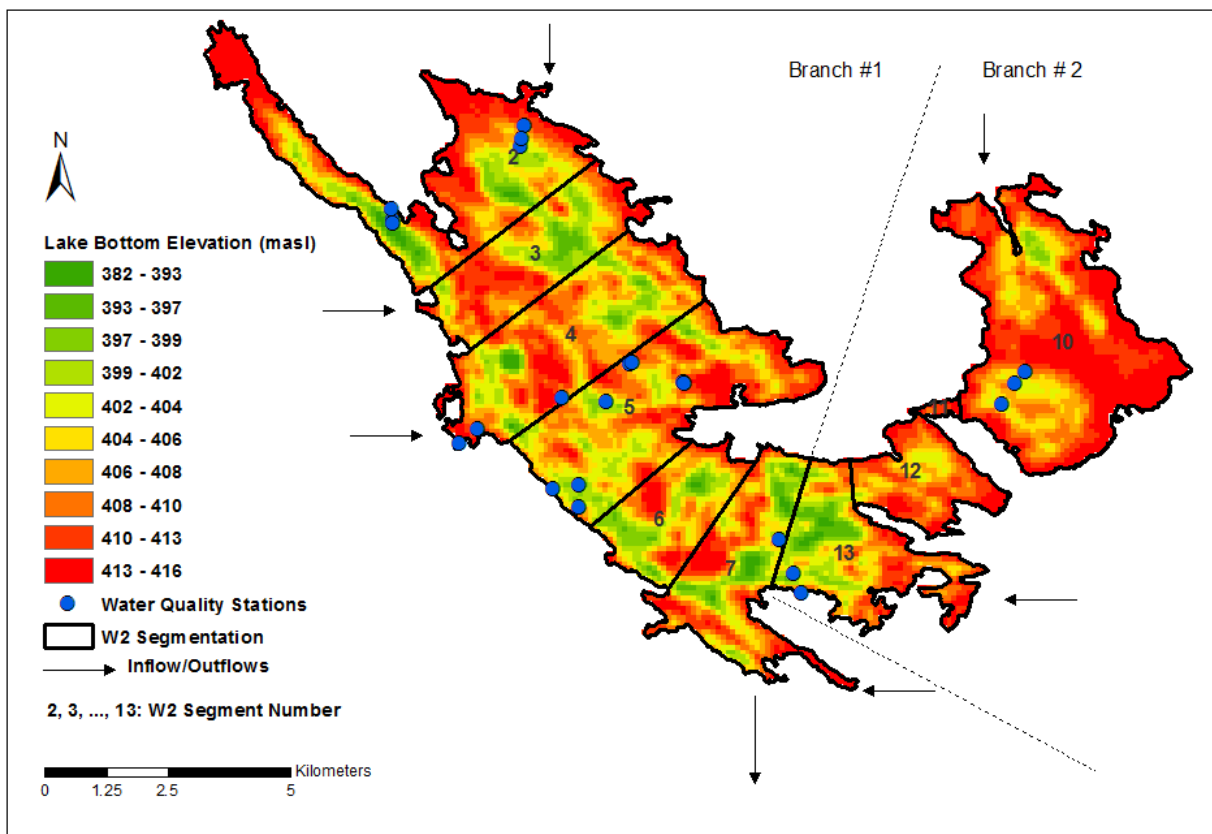 Branch #1
Branch # 2
N
Lake Bottom Elevation (masl)
382 - 393
393 - 397
397 - 399
399 - 402
402 - 404
404 - 406
406 - 408
408 - 410
410 - 413
413 - 416
Water Quality Stations
W2 Segmentation
Inflow/Outflows
2, 3, ..., 13: W2 Segment Number
Kilometers
0 1.25 2.5 5
2
3
4
5
6
7
10
11
12
13